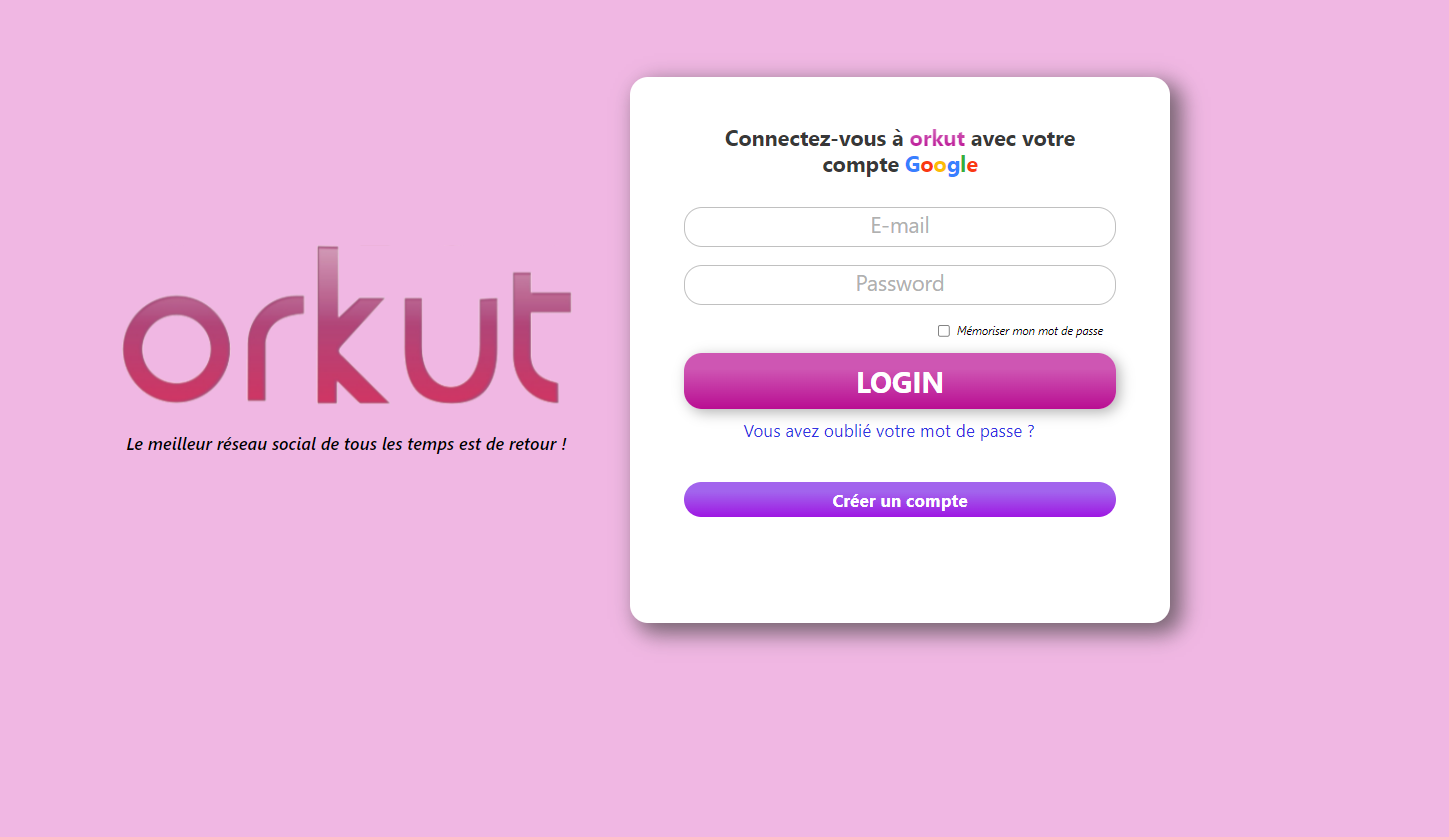 orkut
Le meilleur réseau social de tous les temps est de retour !
Connectez-vous à orkut avec votre
compte Google
E-mail
Password
Mémoriser mon mot de passe
LOGIN
Vous avez oublié votre mot de passe ?
Créer un compte